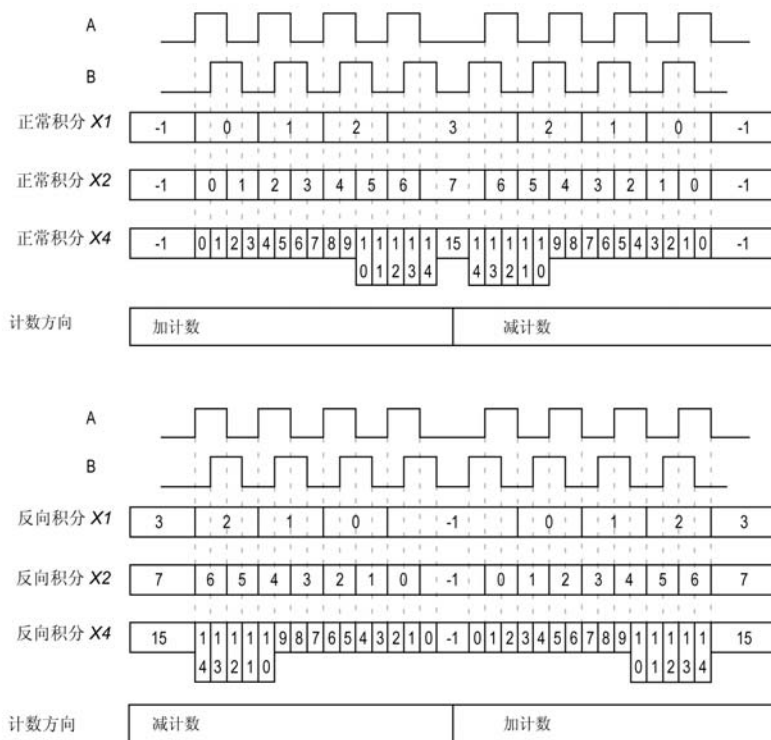 A
B
正常积分 X1 -1 0 1 2 3 2 1 0 -1
正常积分 X2 -1 0 1 2 3 4 5 6 7 6 5 4 3 2 1 0 -1
正常积分 X4 -1 0 1 2 3 4 5 6 7 8 9 10 11 12 13 14 15 14 13 12 11 10 9 8 7 6 5 4 3 2 1 0 -1
计数方向 加计数 减计数
A
B
反向积分 X1 3 2 1 0 -1 0 1 2 3
反向积分 X2 7 6 5 4 3 2 1 0 -1 0 1 2 3 4 5 6 7
反向积分 X4 15 14 13 12 11 10 9 8 7 6 5 4 3 2 1 0 -1 0 1 2 3 4 5 6 7 8 9 10 11 12 13 14 15
计数方向 减计数 加计数